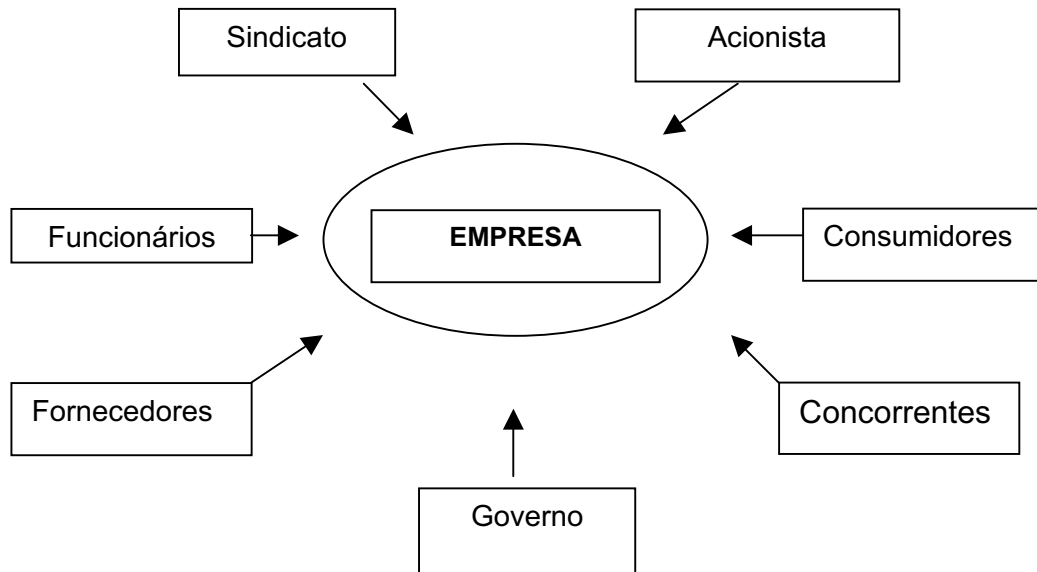 Sindicato
Acionista
Funcionários
EMPRESA
Consumidores
Fornecedores
Concorrentes
Governo